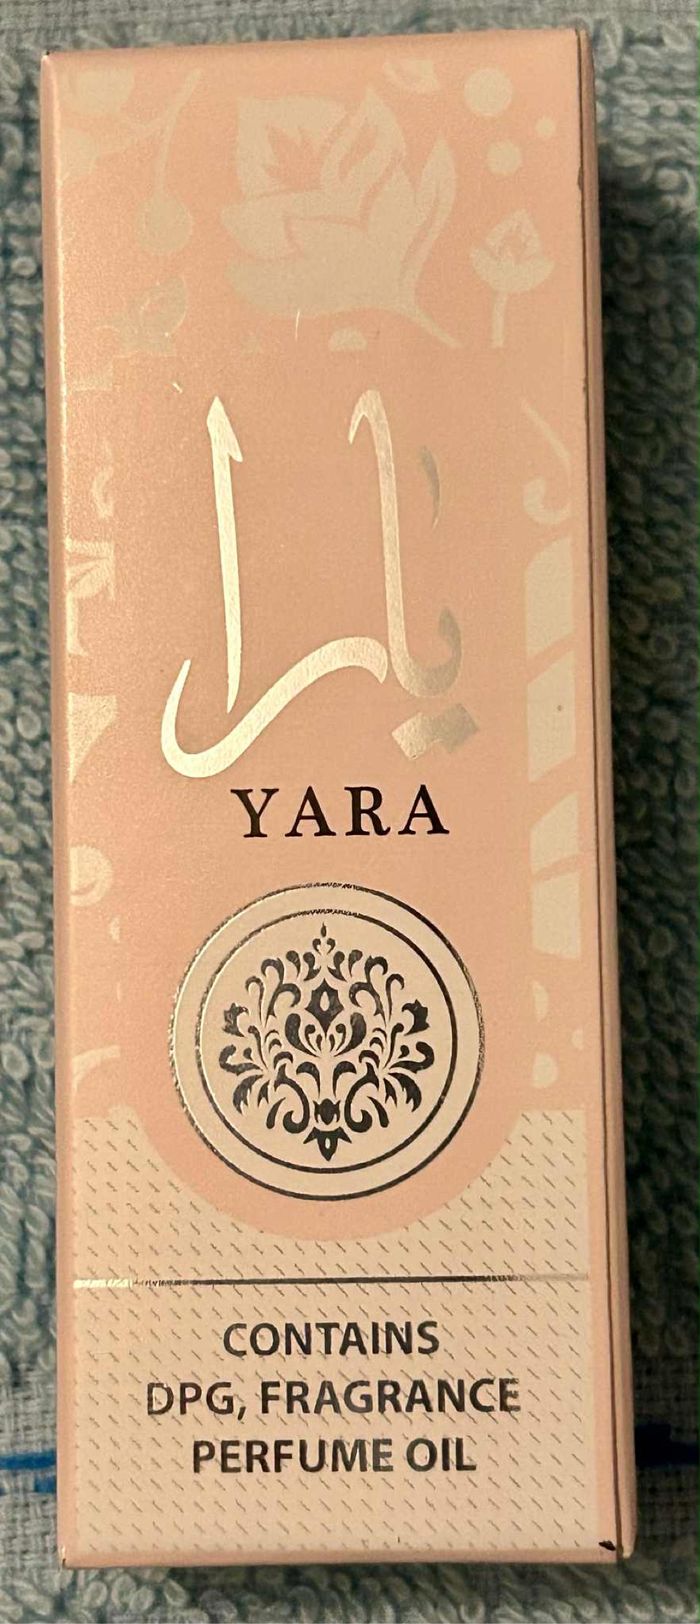 يارا
YARA
CONTAINS
DPG, FRAGRANCE
PERFUME OIL